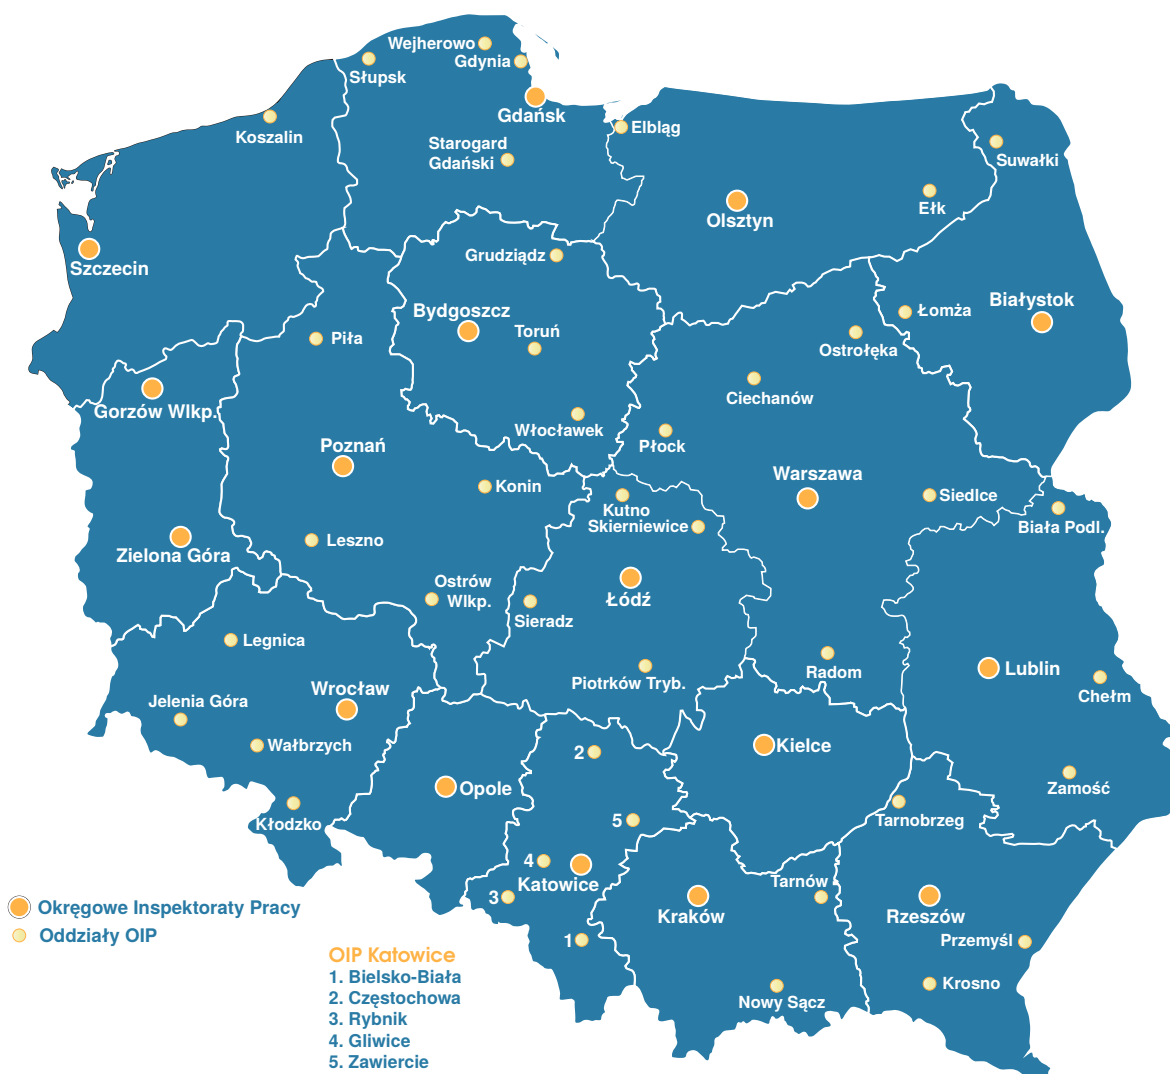 Wejherowo
Gdynia
Słupsk
Gdańsk
Koszalin
Elbląg
Starogard
Gdański
Suwałki
Ełk
Olsztyn
Szczecin
Grudziądz
Białystok
Bydgoszcz
Łomża
Toruń
Piła
Ostrołęka
Ciechanów
Gorzów Wlkp.
Włocławek
Poznań
Płock
Warszawa
Konin
Siedlce
Kutno
Skierniewice
Biała Podl.
Leszno
Zielona Góra
Ostrów
Wlkp.
Łódź
Sieradz
Legnica
Lublin
Radom
Piotrków Tryb.
Wrocław
Chełm
Jelenia Góra
Wałbrzych
Kielce
2
Opole
Zamość
5
Tarnobrzeg
Kłodzko
4
Katowice
Tarnów
3
Kraków
Rzeszów
1
Przemyśl
Krosno
Nowy Sącz
Okręgowe Inspektoraty Pracy
Oddziały OIP
OIP Katowice
1. Bielsko-Biała
2. Częstochowa
3. Rybnik
4. Gliwice
5. Zawiercie